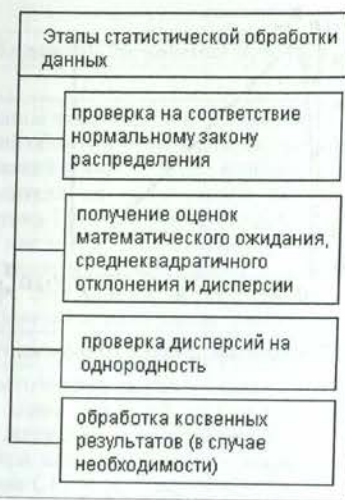 Этапы статистической обработки
данных
проверка на соответствие
нормальному закону
распределения
получение оценок
математического ожидания,
среднеквадратичного
отклонения и дисперсии
проверка дисперсий на
однородность
обработка косвенных
результатов (в случае
необходимости)